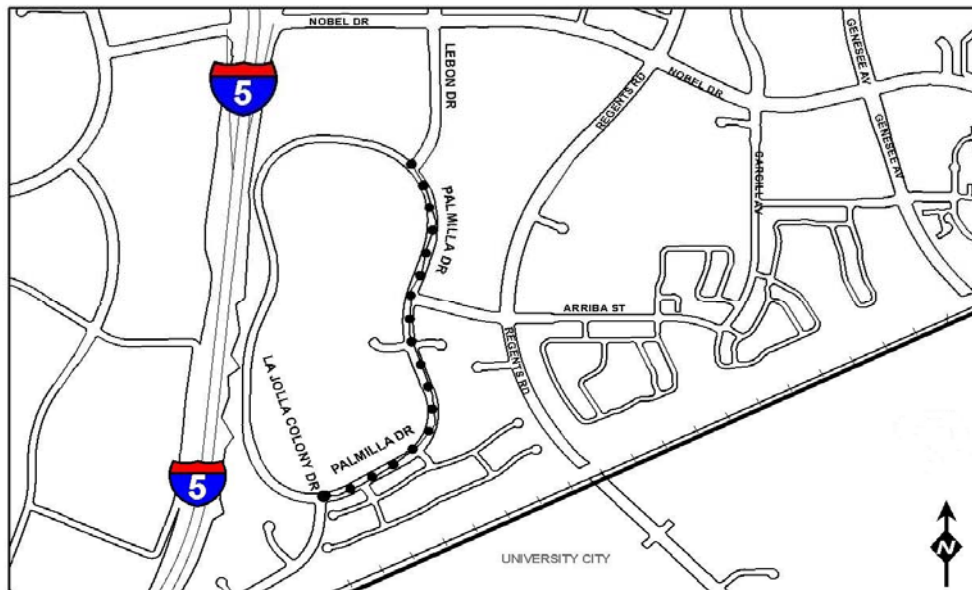 NOBEL DR
GENESEE AV
5
LEBON DR
REGENTS RD
NOBEL DR
GENESEE AV
CARGILL AV
PALMILLA DR
ARRIBA ST
REGENTS RD
LA JOLLA COLONY DR
PALMILLA DR
5
UNIVERSITY CITY
N